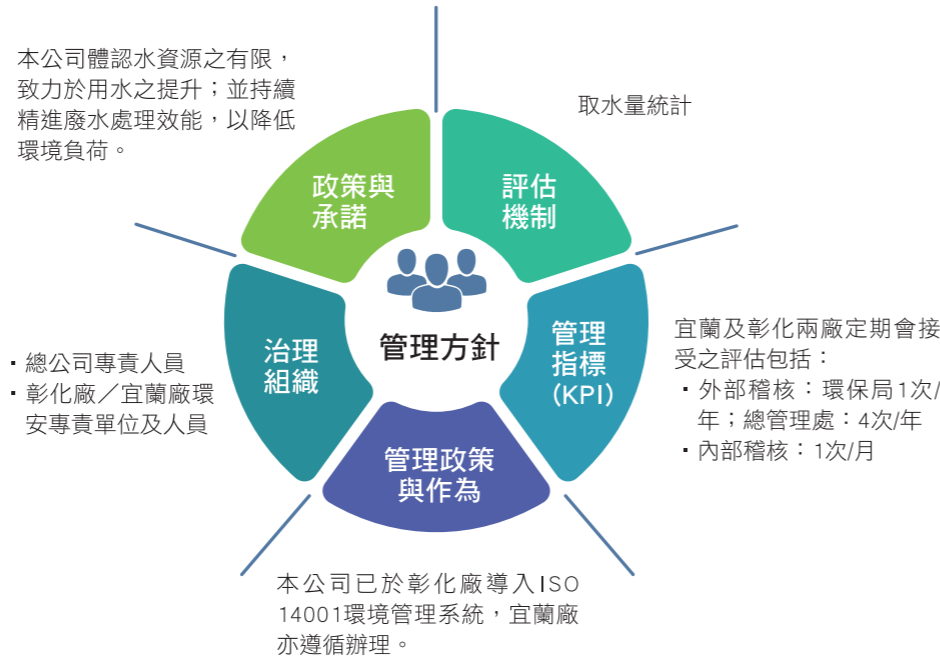 本公司體認水資源之有限，
致力於用水之提升；並持續
精進廢水處理效能，以降低
環境負荷。
取水量統計
政策與
承諾
評估
機制
管理方針
治理
組織
管理
指標
(KPI)
管理政策
與作為
・總公司專責人員
・彰化廠／宜蘭廠環
安專責單位及人員
宜蘭及彰化兩廠定期會接
受之評估包括：
・外部稽核：環保局1次/
年；總管理處：4次/年
・內部稽核：1次/月
本公司已於彰化廠導入ISO
14001環境管理系統，宜蘭廠
亦遵循辦理。